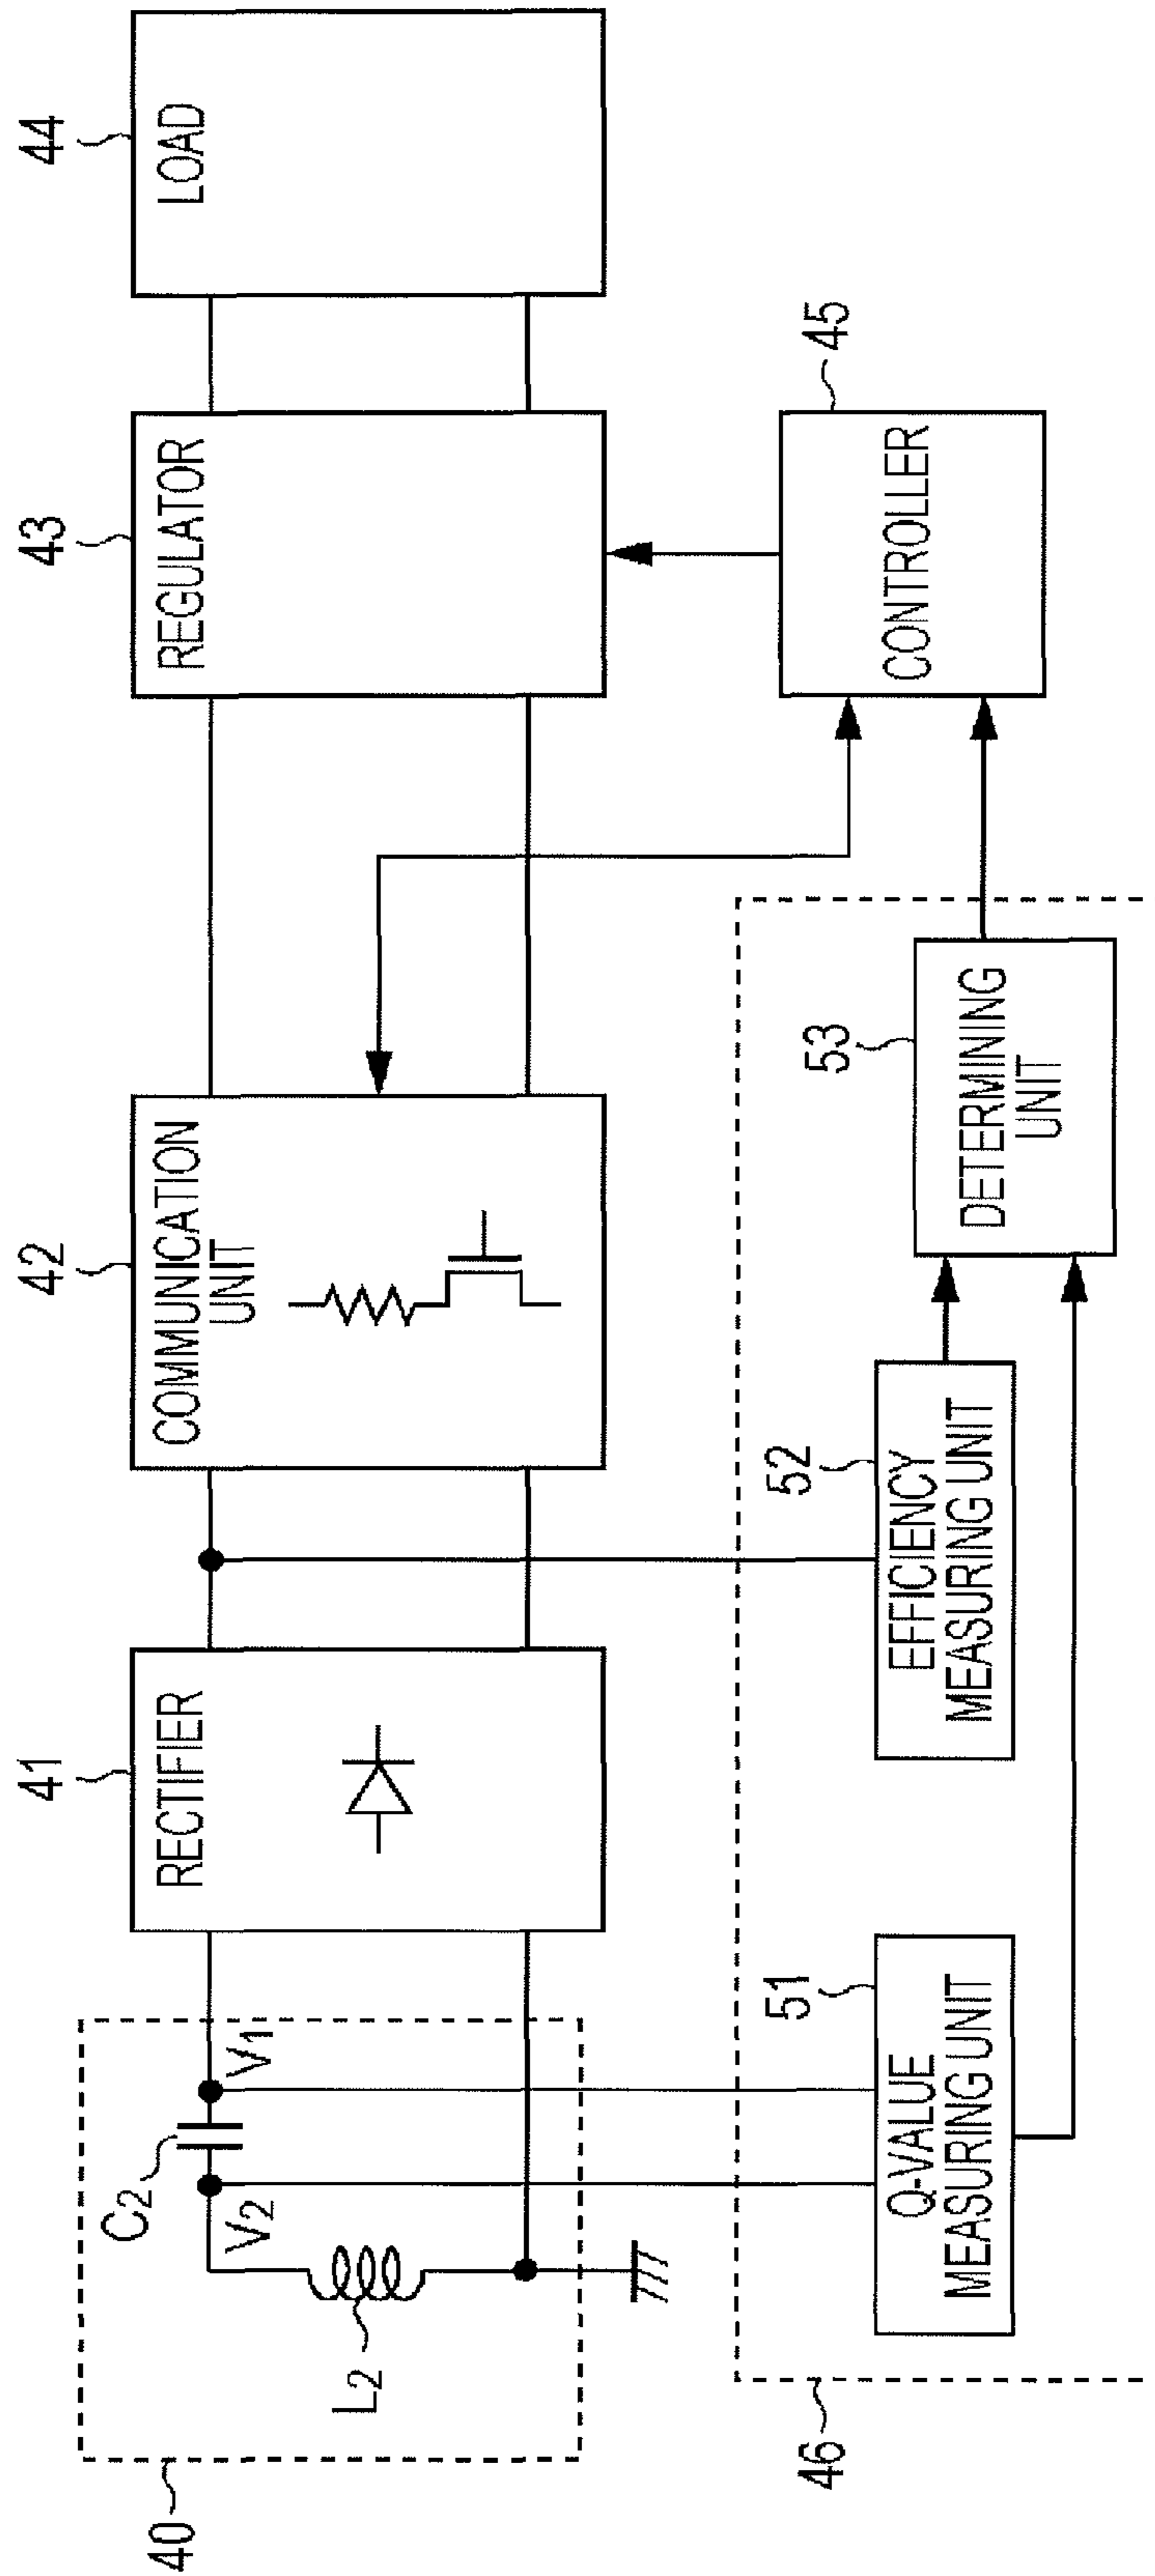 40
C2
V2
V1
L2
41
RECTIFIER
42
COMMUNICATION
UNIT
43
REGULATOR
44
LOAD
45
CONTROLLER
46
51
Q-VALUE
MEASURING UNIT
52
EFFICIENCY
MEASURING UNIT
53
DETERMINING
UNIT